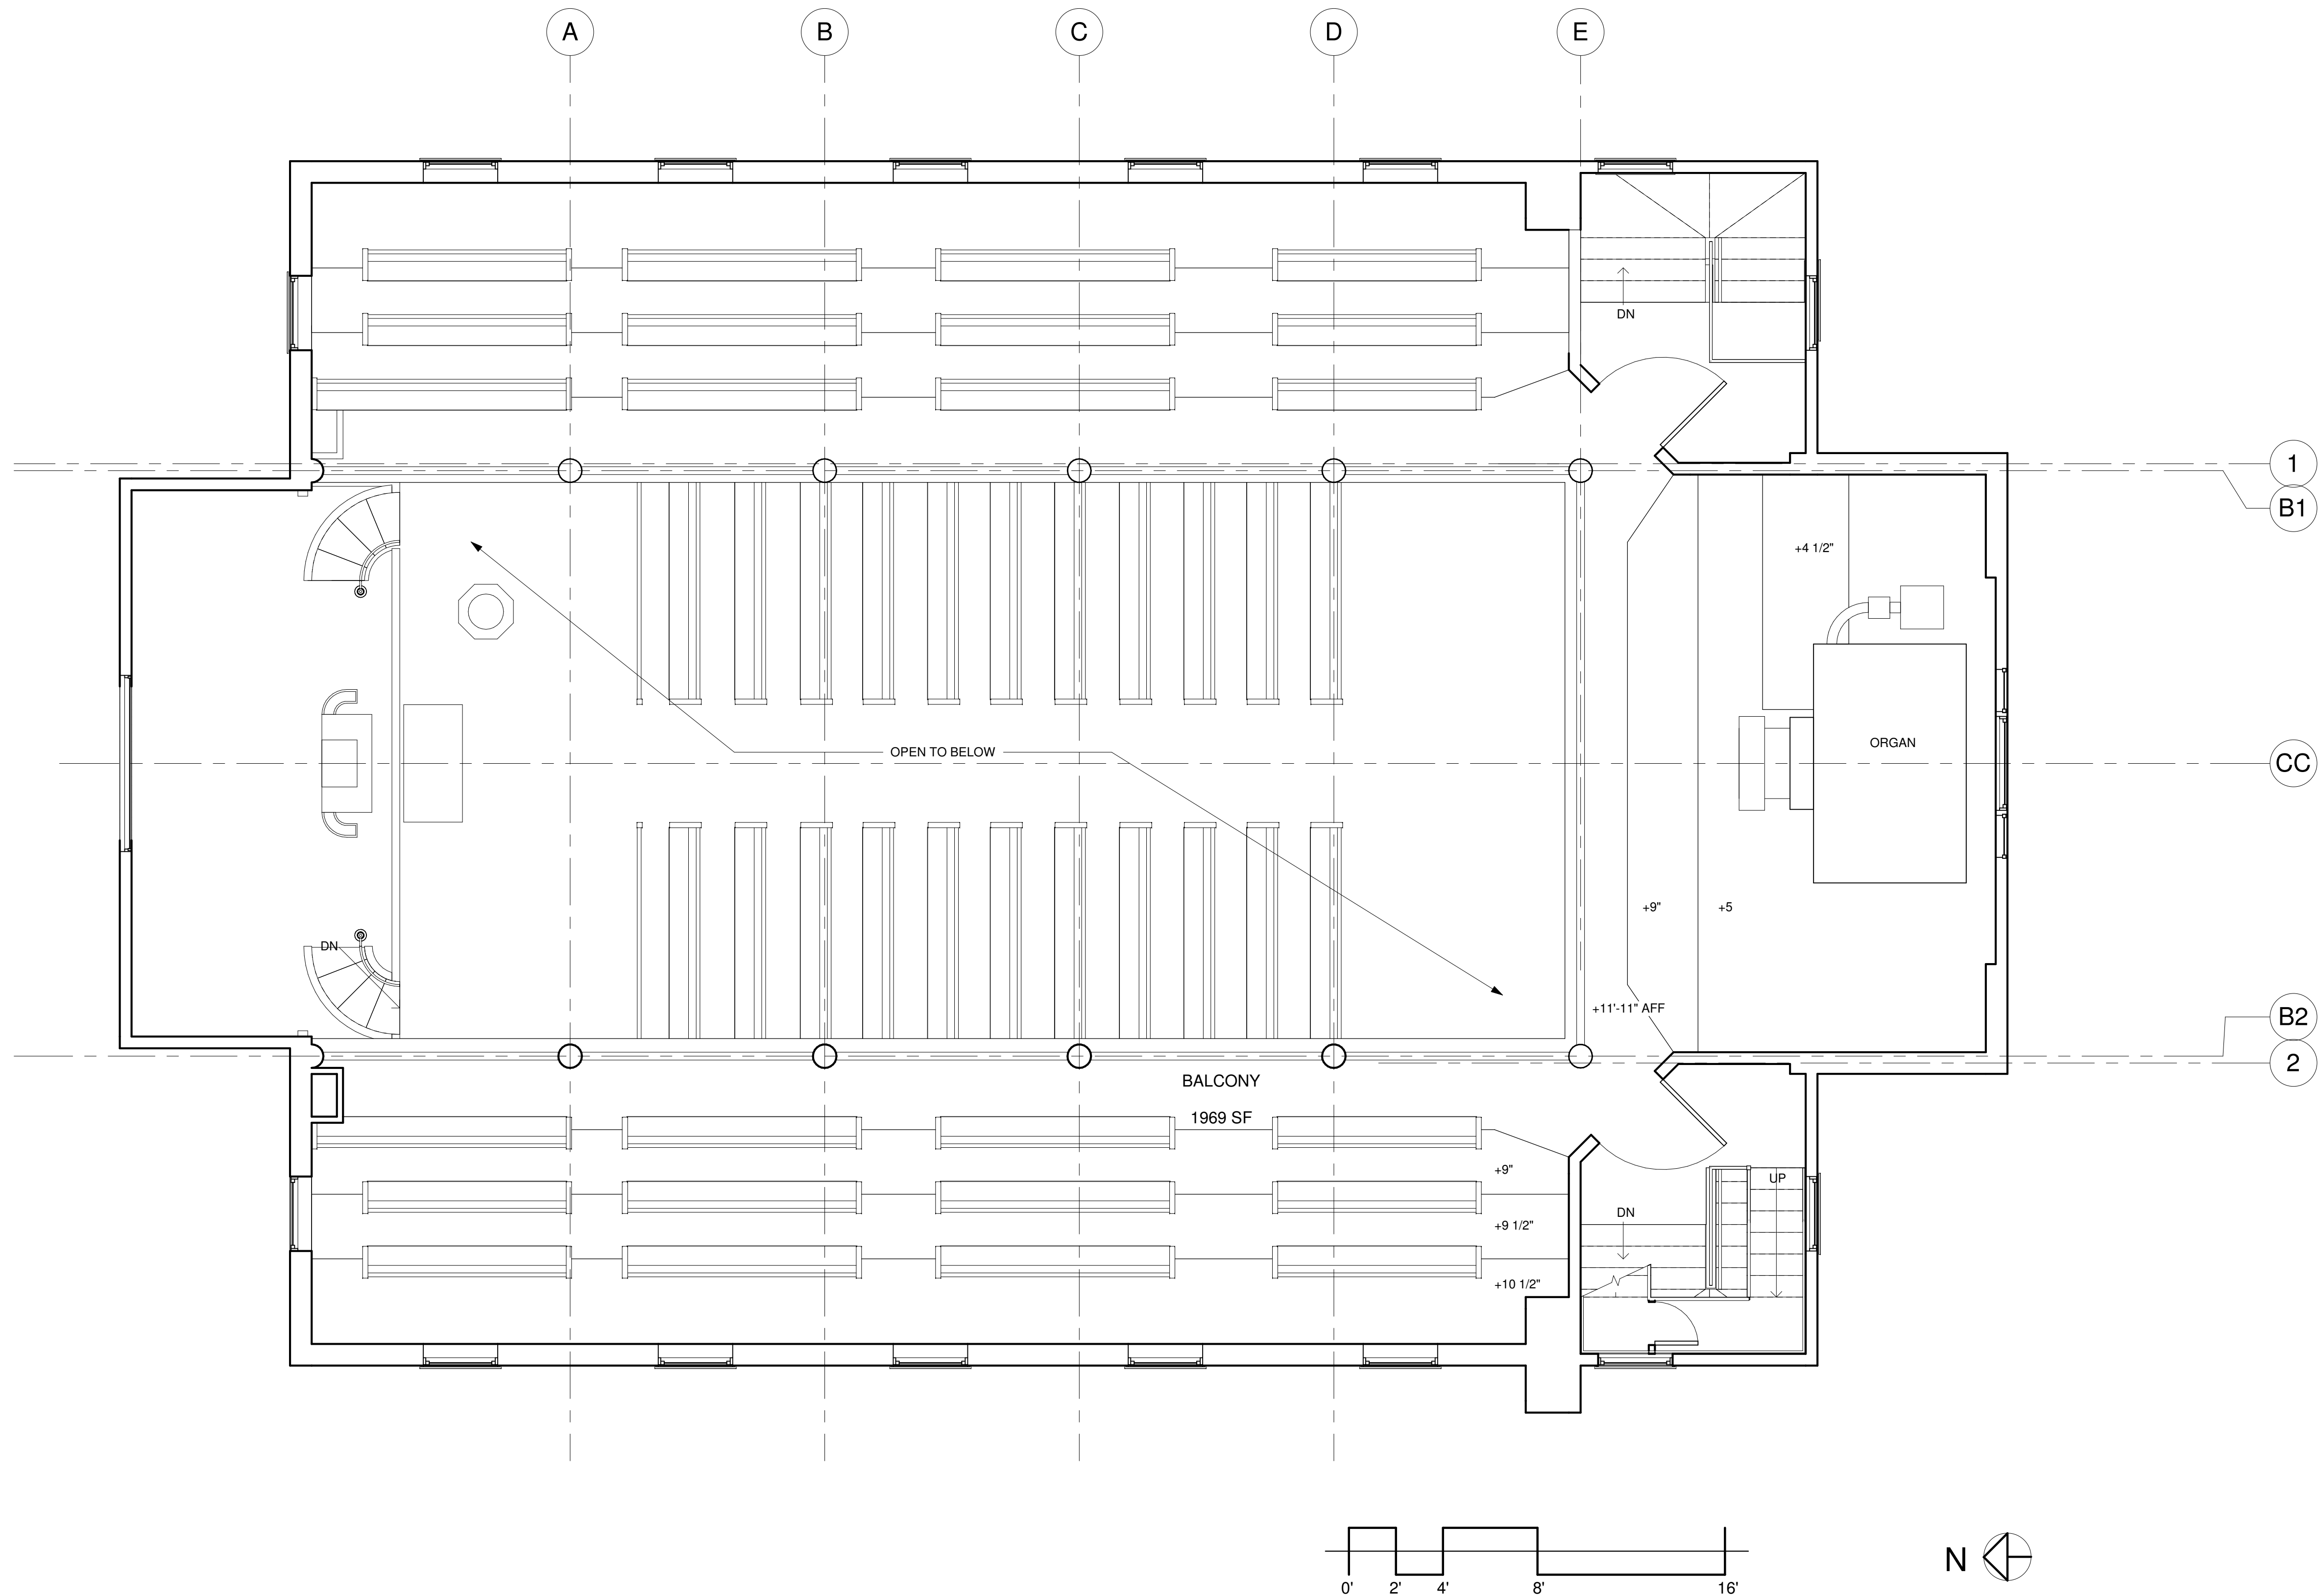 A
B
C
D
E
DN
1
B1
+4 1/2"
ORGAN
OPEN TO BELOW
CC
+9"
+5
DN
+11'-11" AFF
B2
2
BALCONY
1969 SF
+9"
UP
DN
+9 1/2"
+10 1/2"
0'
2'
4'
8'
16'
N